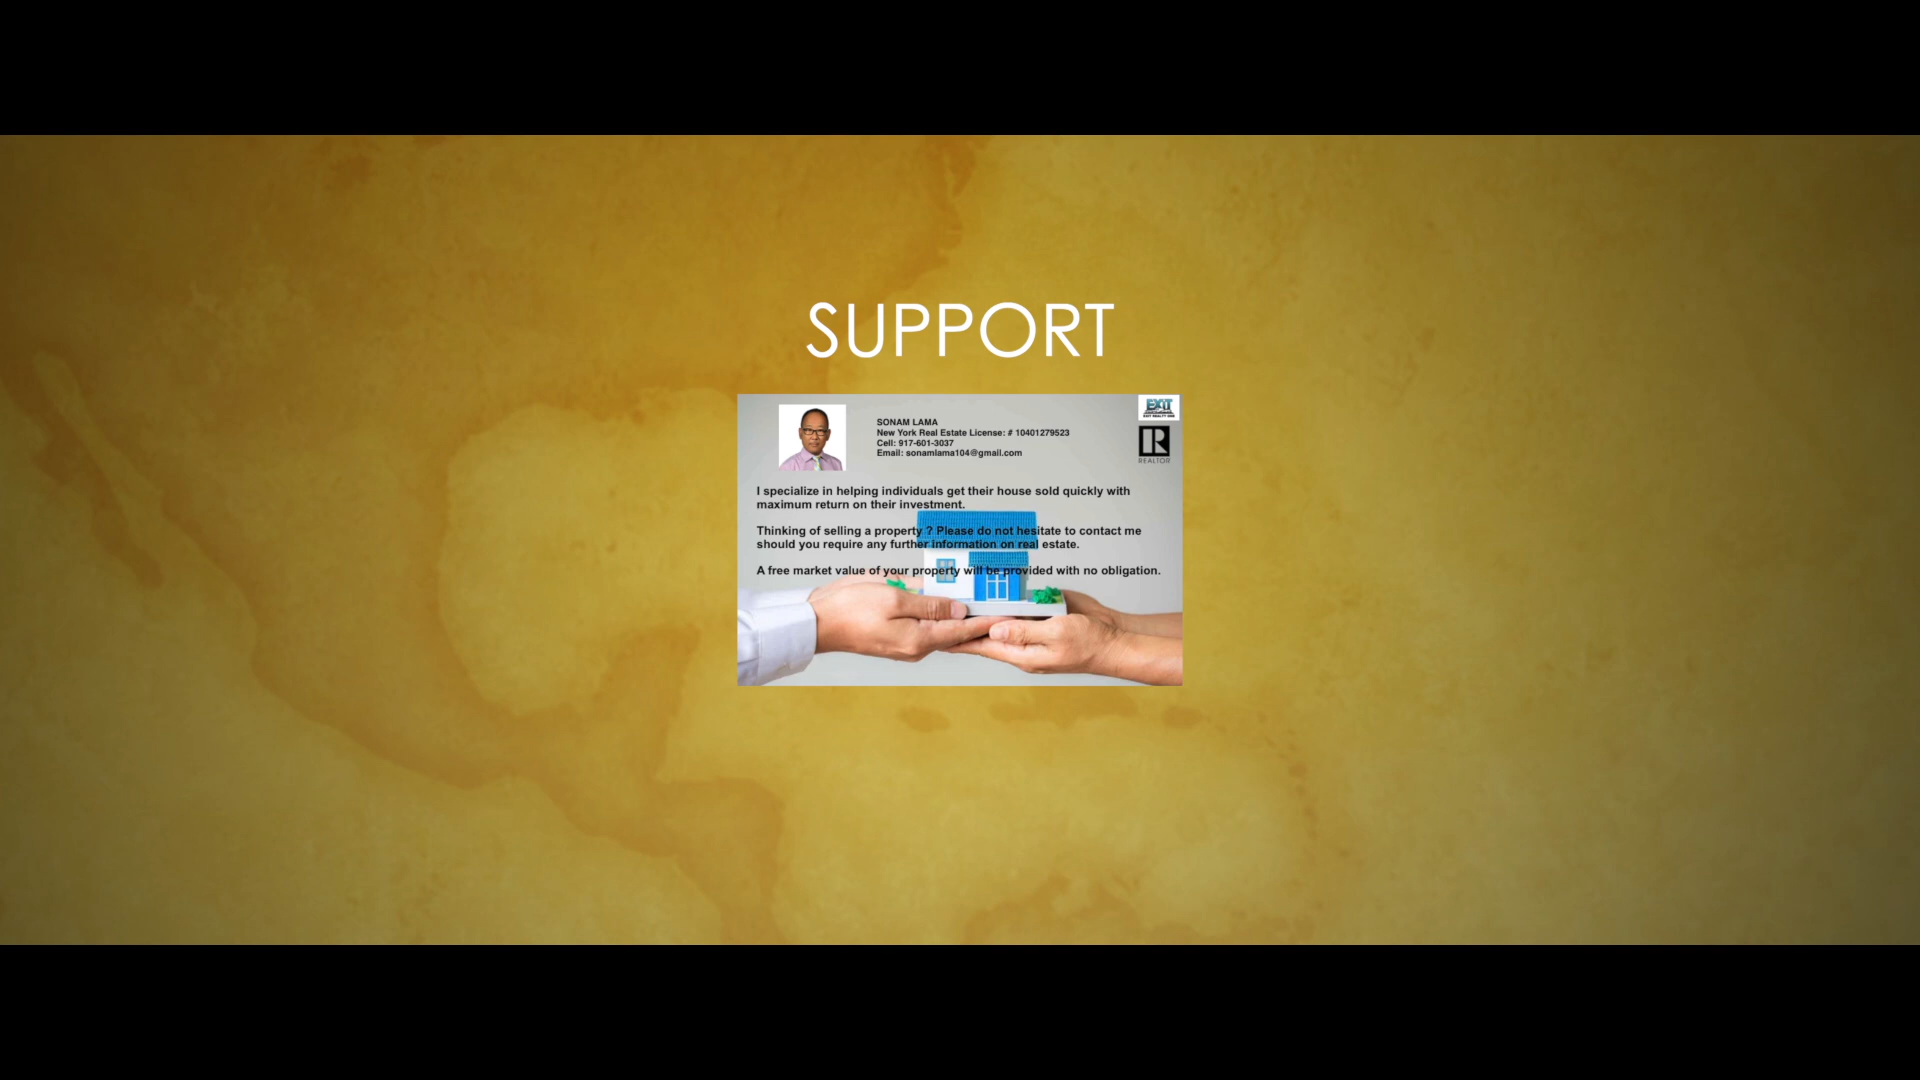 SUPPORT
SONAM LAMA
New York Real Estate License: # 10401279523
Cell: 917-601-3037
Email: sonamlama104@gmail.com
EXIT
EXIT REALTY ONE
R
REALTOR
I specialize in helping individuals get their house sold quickly with
maximum return on their investment.
Thinking of selling a property ? Please do not hesitate to contact me
should you require any further information on real estate.
A free market value of your property will be provided with no obligation.